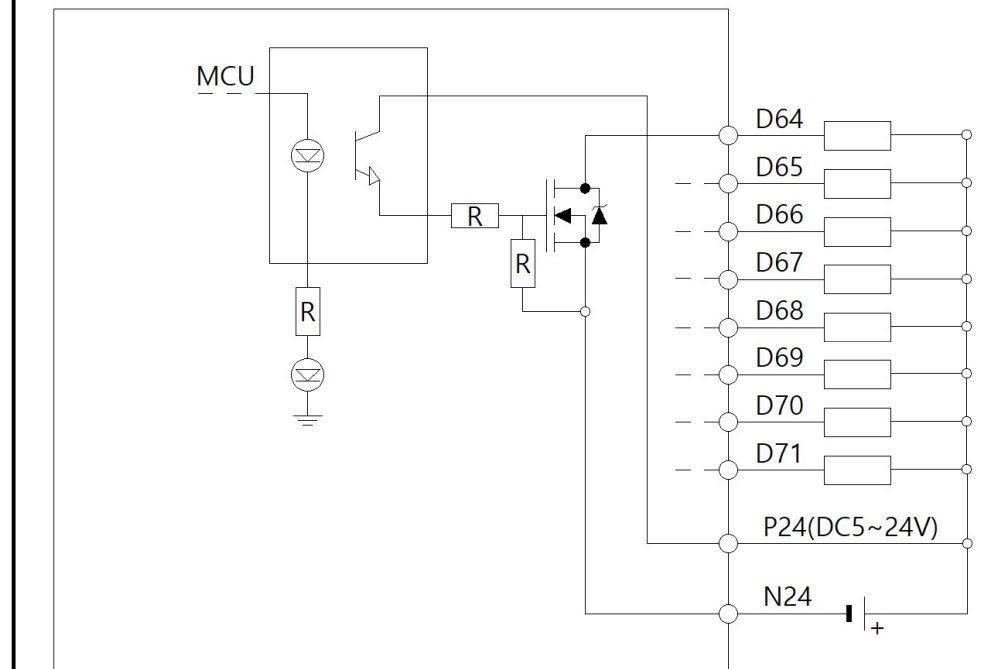 MCU
D64
D65
D66
R
R
D67
R
D68
D69
D70
D71
P24(DC5~24V)
N24
+